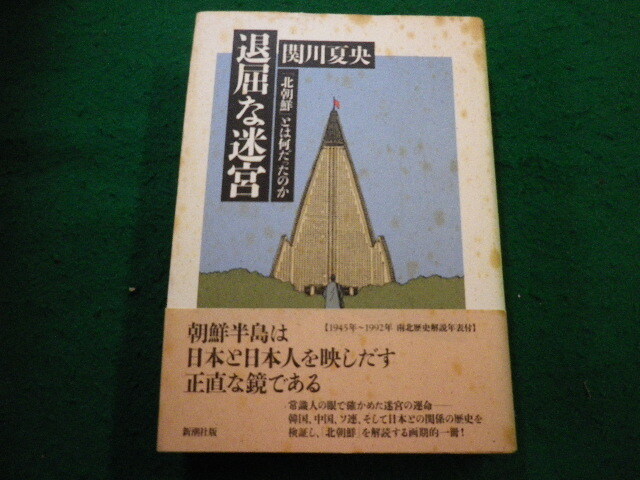 関川夏央
退屈な迷宮
「北朝鮮」とは何だったのか
【1945年~1992年 南北歴史解説年表付】
朝鮮半島は
日本と日本人を映しだす
正直な鏡である
常識人の眼で確かめた迷宮の運命——
韓国、中国、ソ連、そして日本との関係の歴史を
検証し、「北朝鮮」を解読する画期的一冊!
新潮社版